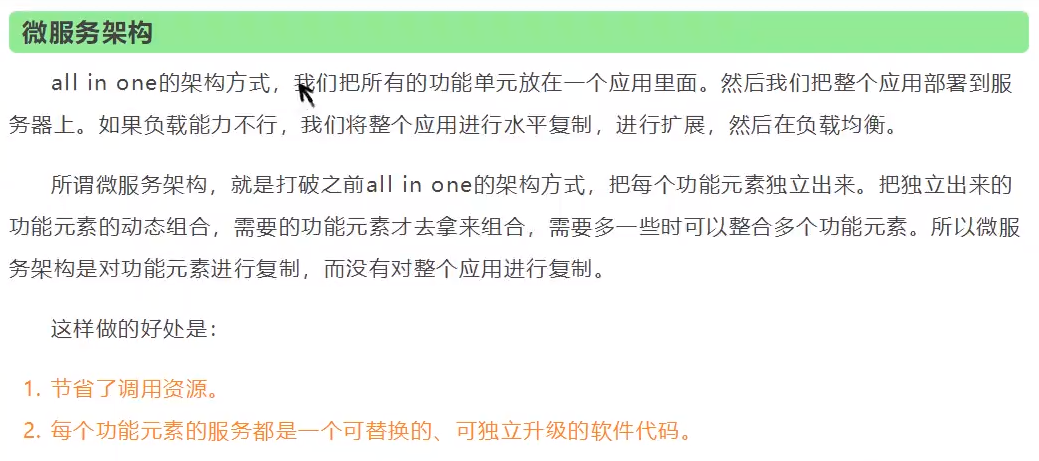 微服务架构
all in one的架构方式，我们把所有的功能单元放在一个应用里面。然后我们把整个应用部署到服
务器上。如果负载能力不行，我们将整个应用进行水平复制，进行扩展，然后在负载均衡。
所谓微服务架构，就是打破之前all in one的架构方式，把每个功能元素独立出来。把独立出来的
功能元素的动态组合，需要的功能元素才去拿来组合，需要多一些时可以整合多个功能元素。所以微服
务架构是对功能元素进行复制，而没有对整个应用进行复制。
这样做的好处是：
1. 节省了调用资源。
2. 每个功能元素的服务都是一个可替换的、可独立升级的软件代码。